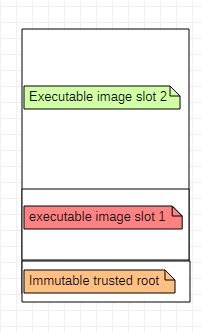 Executable image slot 2
executable image slot 1
Immutable trusted root